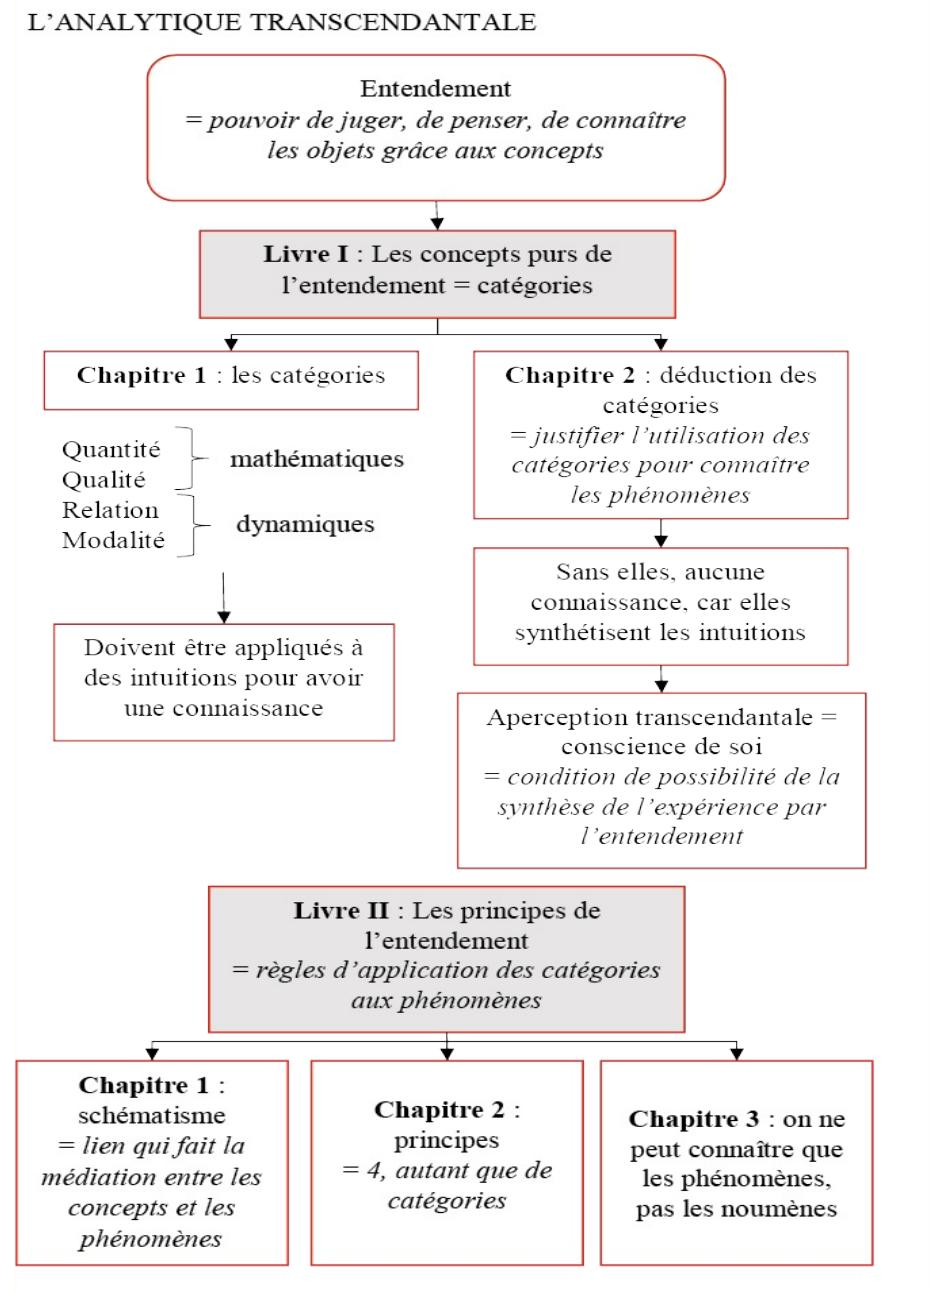 L’ANALYTIQUE TRANSCENDANTALE
Entendement
= pouvoir de juger, de penser, de connaître
les objets grâce aux concepts
Livre I : Les concepts purs de
l’entendement = catégories
Chapitre 1 : les catégories
Quantité
Qualité
mathématiques
Relation
Modalité
dynamiques
Doivent être appliqués à
des intuitions pour avoir
une connaissance
Chapitre 2 : déduction des
catégories
= justifier l’utilisation des
catégories pour connaître
les phénomènes
Sans elles, aucune
connaissance, car elles
synthétisent les intuitions
Aperception transcendantale =
conscience de soi
= condition de possibilité de la
synthèse de l’expérience par
l’entendement
Livre II : Les principes de
l’entendement
= règles d’application des catégories
aux phénomènes
Chapitre 1 :
schématisme
= lien qui fait la
médiation entre les
concepts et les
phénomènes
Chapitre 2 :
principes
= 4, autant que de
catégories
Chapitre 3 : on ne
peut connaître que
les phénomènes,
pas les noumènes